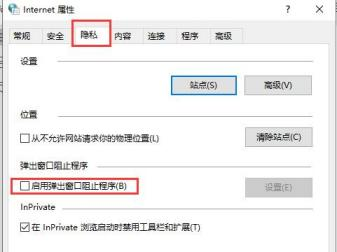 Internet 属性
常规 安全 隐私 内容 连接 程序 高级
设置
站点(S) 高级(V)
位置
从不允许网站请求你的物理位置(L) 清除站点(C)
弹出窗口阻止程序
启用弹出窗口阻止程序(B) 设置(E)
InPrivate
在 InPrivate 浏览启动时禁用工具栏和扩展(T)